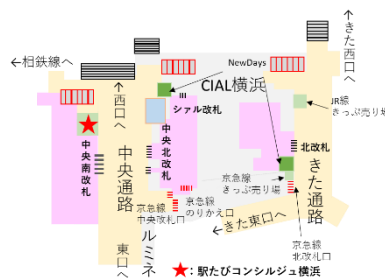 NewDays
↑きた西口へ
←相鉄線へ
CIAL横浜
↑西口へ
シァル改札
JR線
きっぷ売り場
中央南改札
中央通路
中央北改札
北改札
京急線
きっぷ売り場
きた通路
京急線
中央改札口
京急線
のりかえ口
←きた東口へ
京急線
北改札口
東口へ
ルミネ
★:駅たびコンシェルジュ横浜